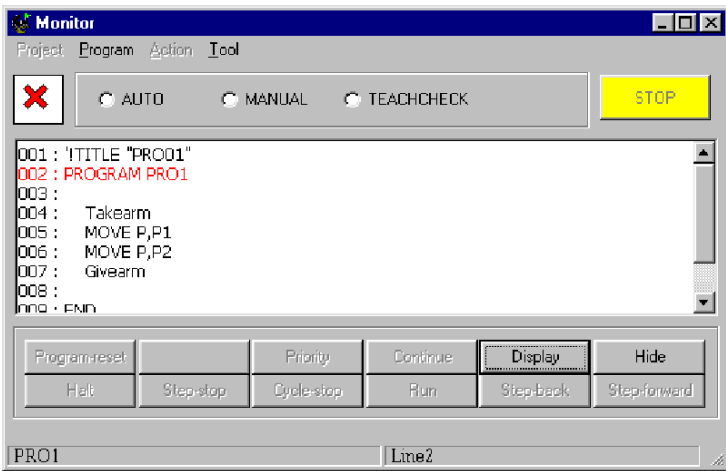 Monitor
Project Program Action Tool
AUTO MANUAL TEACHCHECK STOP
001 : '!TITLE "PRO01"
002 : PROGRAM PRO1
003 :
004 : Takearm
005 : MOVE P,P1
006 : MOVE P,P2
007 : Givearm
008 :
009 : END
Program-reset Priority Continue Display Hide
Halt Step-stop Cycle-stop Run Step-back Step-forward
PRO1 Line2